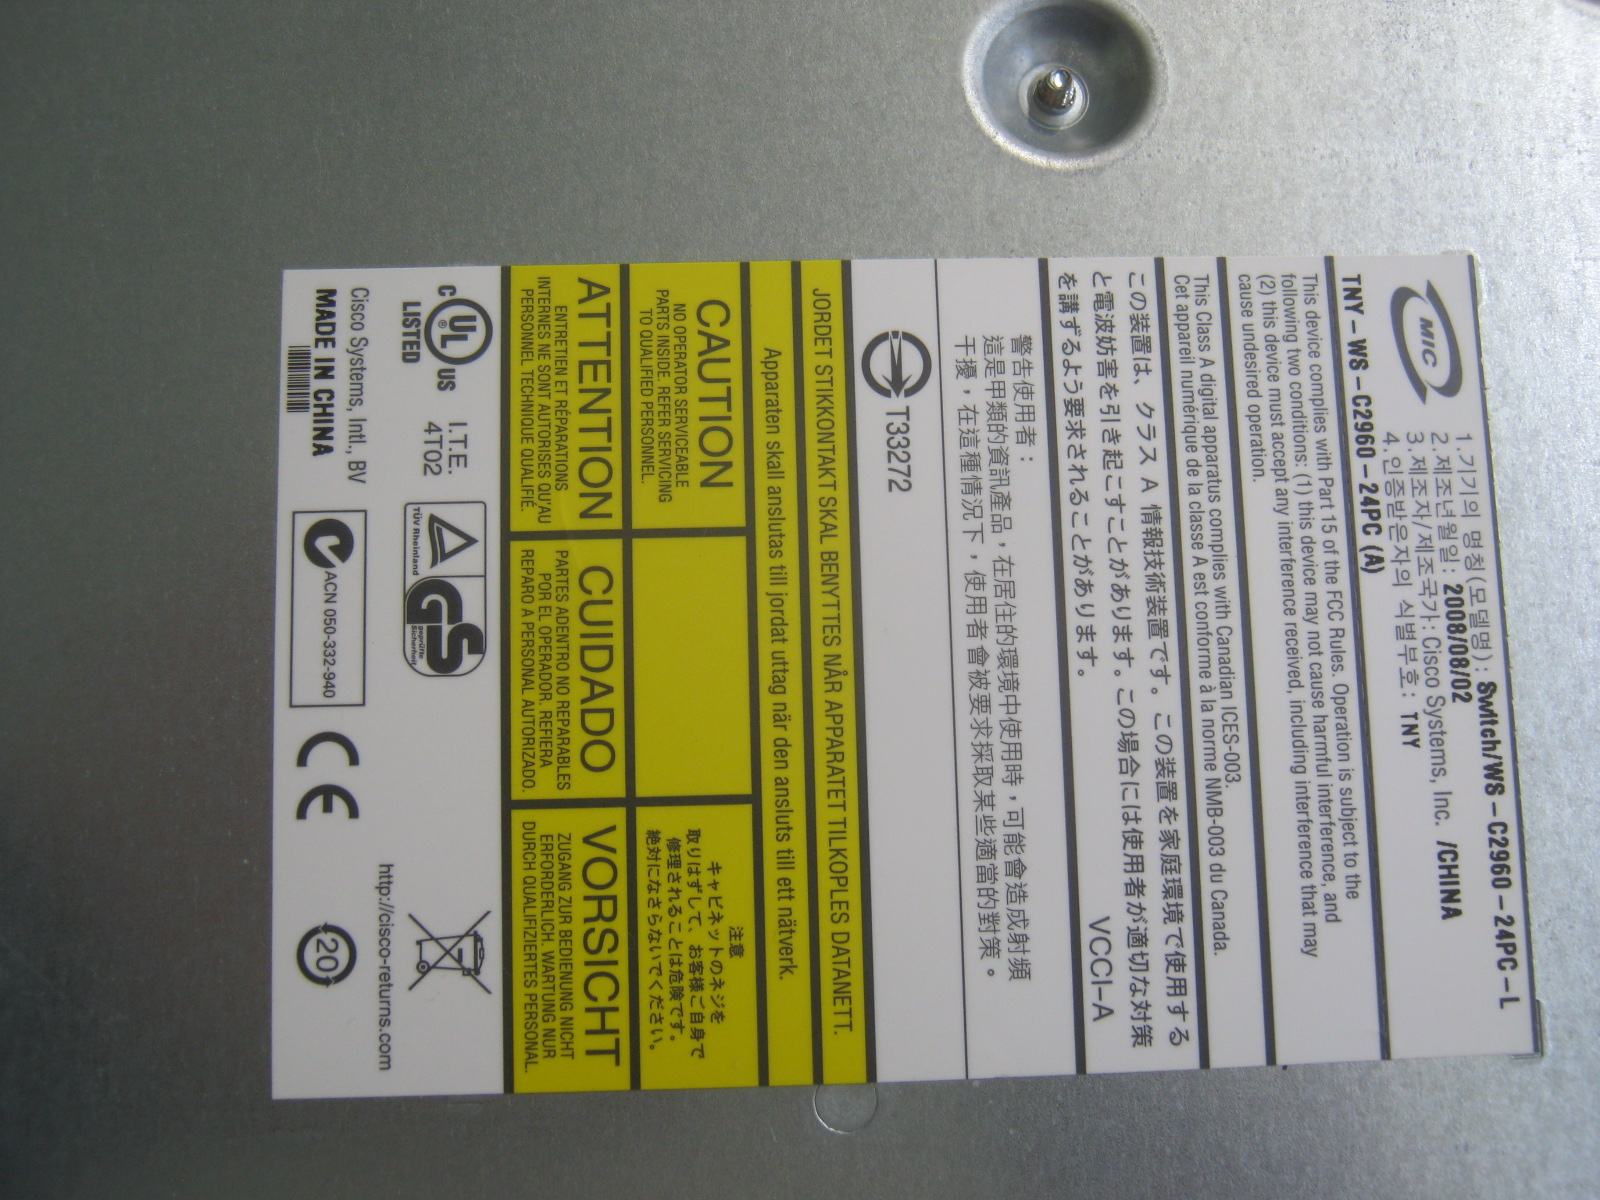 MIC
1.기기의 명칭(모델명): Switch/WS-C2960-24PC-L
2.제조년월일: 2008/08/02
3.제조자/제조국가: Cisco Systems, Inc. /CHINA
4.인증받은자의 식별부호: TNY
TNY-WS-C2960-24PC (A)
This device complies with Part 15 of the FCC Rules. Operation is subject to the
following two conditions: (1) this device may not cause harmful interference, and
(2) this device must accept any interference received, including interference that may
cause undesired operation.
This Class A digital apparatus complies with Canadian ICES-003.
Cet appareil numérique de la classe A est conforme à la norme NMB-003 du Canada.
この装置は、クラス A 情報技術装置です。この装置を家庭環境で使用する
と電波妨害を引き起こすことがあります。この場合には使用者が適切な対策
を講ずるよう要求されることがあります。
VCCI-A
警告使用者：
這是甲類的資訊產品，在居住的環境中使用時，可能會造成射頻
干擾，在這種情況下，使用者會被要求採取某些適當的對策。
T33272
JORDET STIKKONTAKT SKAL BENYTTES NÅR APPARATET TILKOPLES DATANETT.
Apparaten skall anslutas till jordat uttag när den ansluts till ett nätverk.
CAUTION
NO OPERATOR SERVICEABLE
PARTS INSIDE. REFER SERVICING
TO QUALIFIED PERSONNEL.
注意
キャビネットのネジを
取りはずして、お客様ご自身で
修理されることは危険です。
絶対になさらないでください。
ATTENTION
ENTRETIEN ET RÉPARATIONS
INTERNES NE SONT AUTORISÉS QU'AU
PERSONNEL TECHNIQUE QUALIFIÉ.
CUIDADO
PARTES ADENTRO NO REPARABLES
POR EL OPERADOR. REFIERA
REPARO A PERSONAL AUTORIZADO.
VORSICHT
ZUGANG ZUR BEDIENUNG NICHT
ERFORDERLICH. WARTUNG NUR
DURCH QUALIFIZIERTES PERSONAL.
C UL ® US
LISTED
I.T.E.
4T02
TÜV Rheinland
GS
geprüfte
Sicherheit
http://cisco-returns.com
Cisco Systems, Intl., BV
MADE IN CHINA
ACN 050-332-940
CE
20